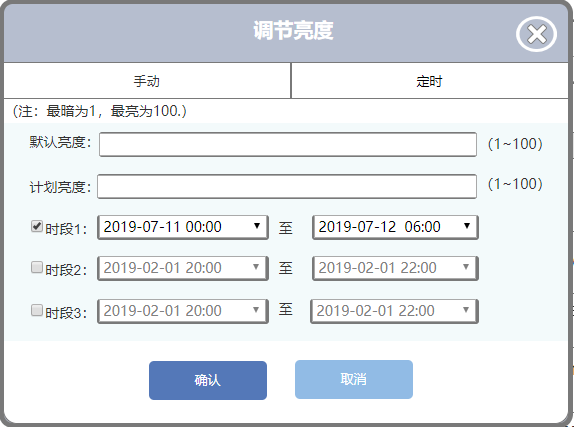 调节亮度
手动 定时
(注：最暗为1，最亮为100.)
默认亮度： (1~100)
计划亮度： (1~100)
时段1： 2019-07-11 00:00 至 2019-07-12 06:00
时段2： 2019-02-01 20:00 至 2019-02-01 22:00
时段3： 2019-02-01 20:00 至 2019-02-01 22:00
确认 取消